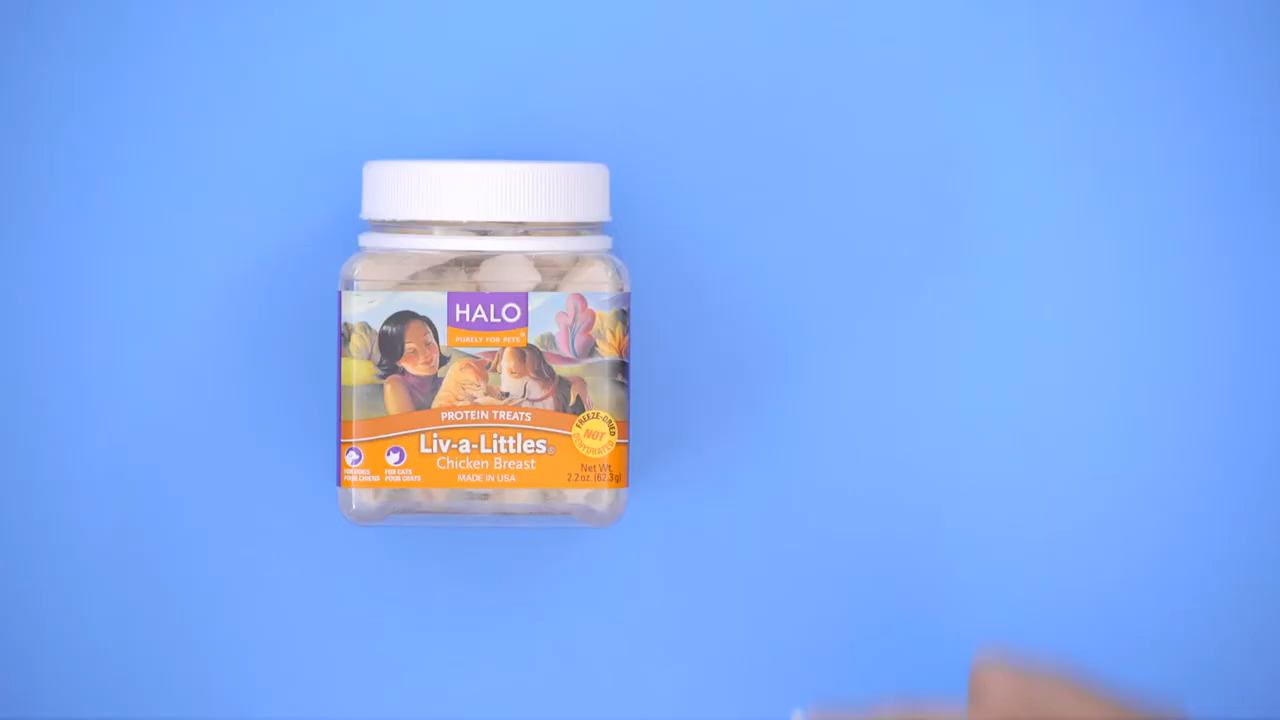 HALO
PURELY FOR PETS®
PROTEIN TREATS
Liv-a-Littles®
Chicken Breast
MADE IN USA
FREEZE-DRIED
NOT
DEHYDRATED
FOR DOGS
POUR CHIENS
FOR CATS
POUR CHATS
Net Wt.
2.2 oz. (62.3g)